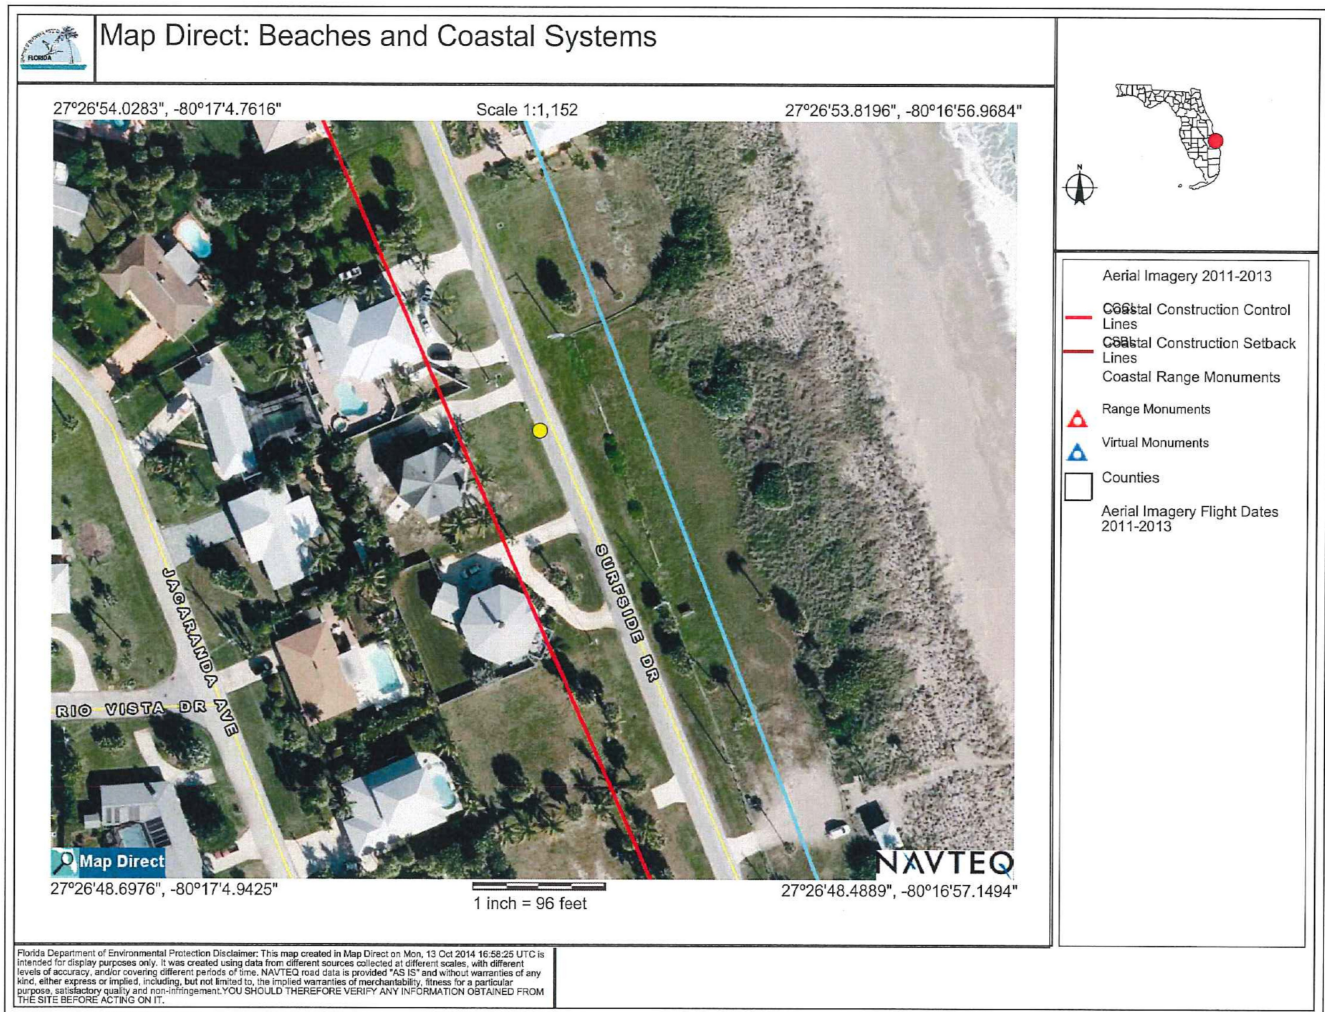 FLORIDA
Map Direct: Beaches and Coastal Systems
27°26'54.0283", -80°17'4.7616"
Scale 1:1,152
27°26'53.8196", -80°16'56.9684"
N
Aerial Imagery 2011-2013
CCCL
Coastal Construction Control
Lines
CSBL
Coastal Construction Setback
Lines
Coastal Range Monuments
Range Monuments
Virtual Monuments
Counties
Aerial Imagery Flight Dates
2011-2013
SURFSIDE DR
JACARANDA AVE
RIO VISTA DR
Map Direct
NAVTEQ
27°26'48.6976", -80°17'4.9425"
27°26'48.4889", -80°16'57.1494"
1 inch = 96 feet
Florida Department of Environmental Protection Disclaimer: This map created in Map Direct on Mon, 13 Oct 2014 16:58:25 UTC is
intended for display purposes only. It was created using data from different sources collected at different scales, with different
levels of accuracy, and/or covering different periods of time. NAVTEQ road data is provided "AS IS" and without warranties of any
kind, either express or implied, including, but not limited to, the implied warranties of merchantability, fitness for a particular
purpose, satisfactory quality and non-infringement.YOU SHOULD THEREFORE VERIFY ANY INFORMATION OBTAINED FROM
THE SITE BEFORE ACTING ON IT.